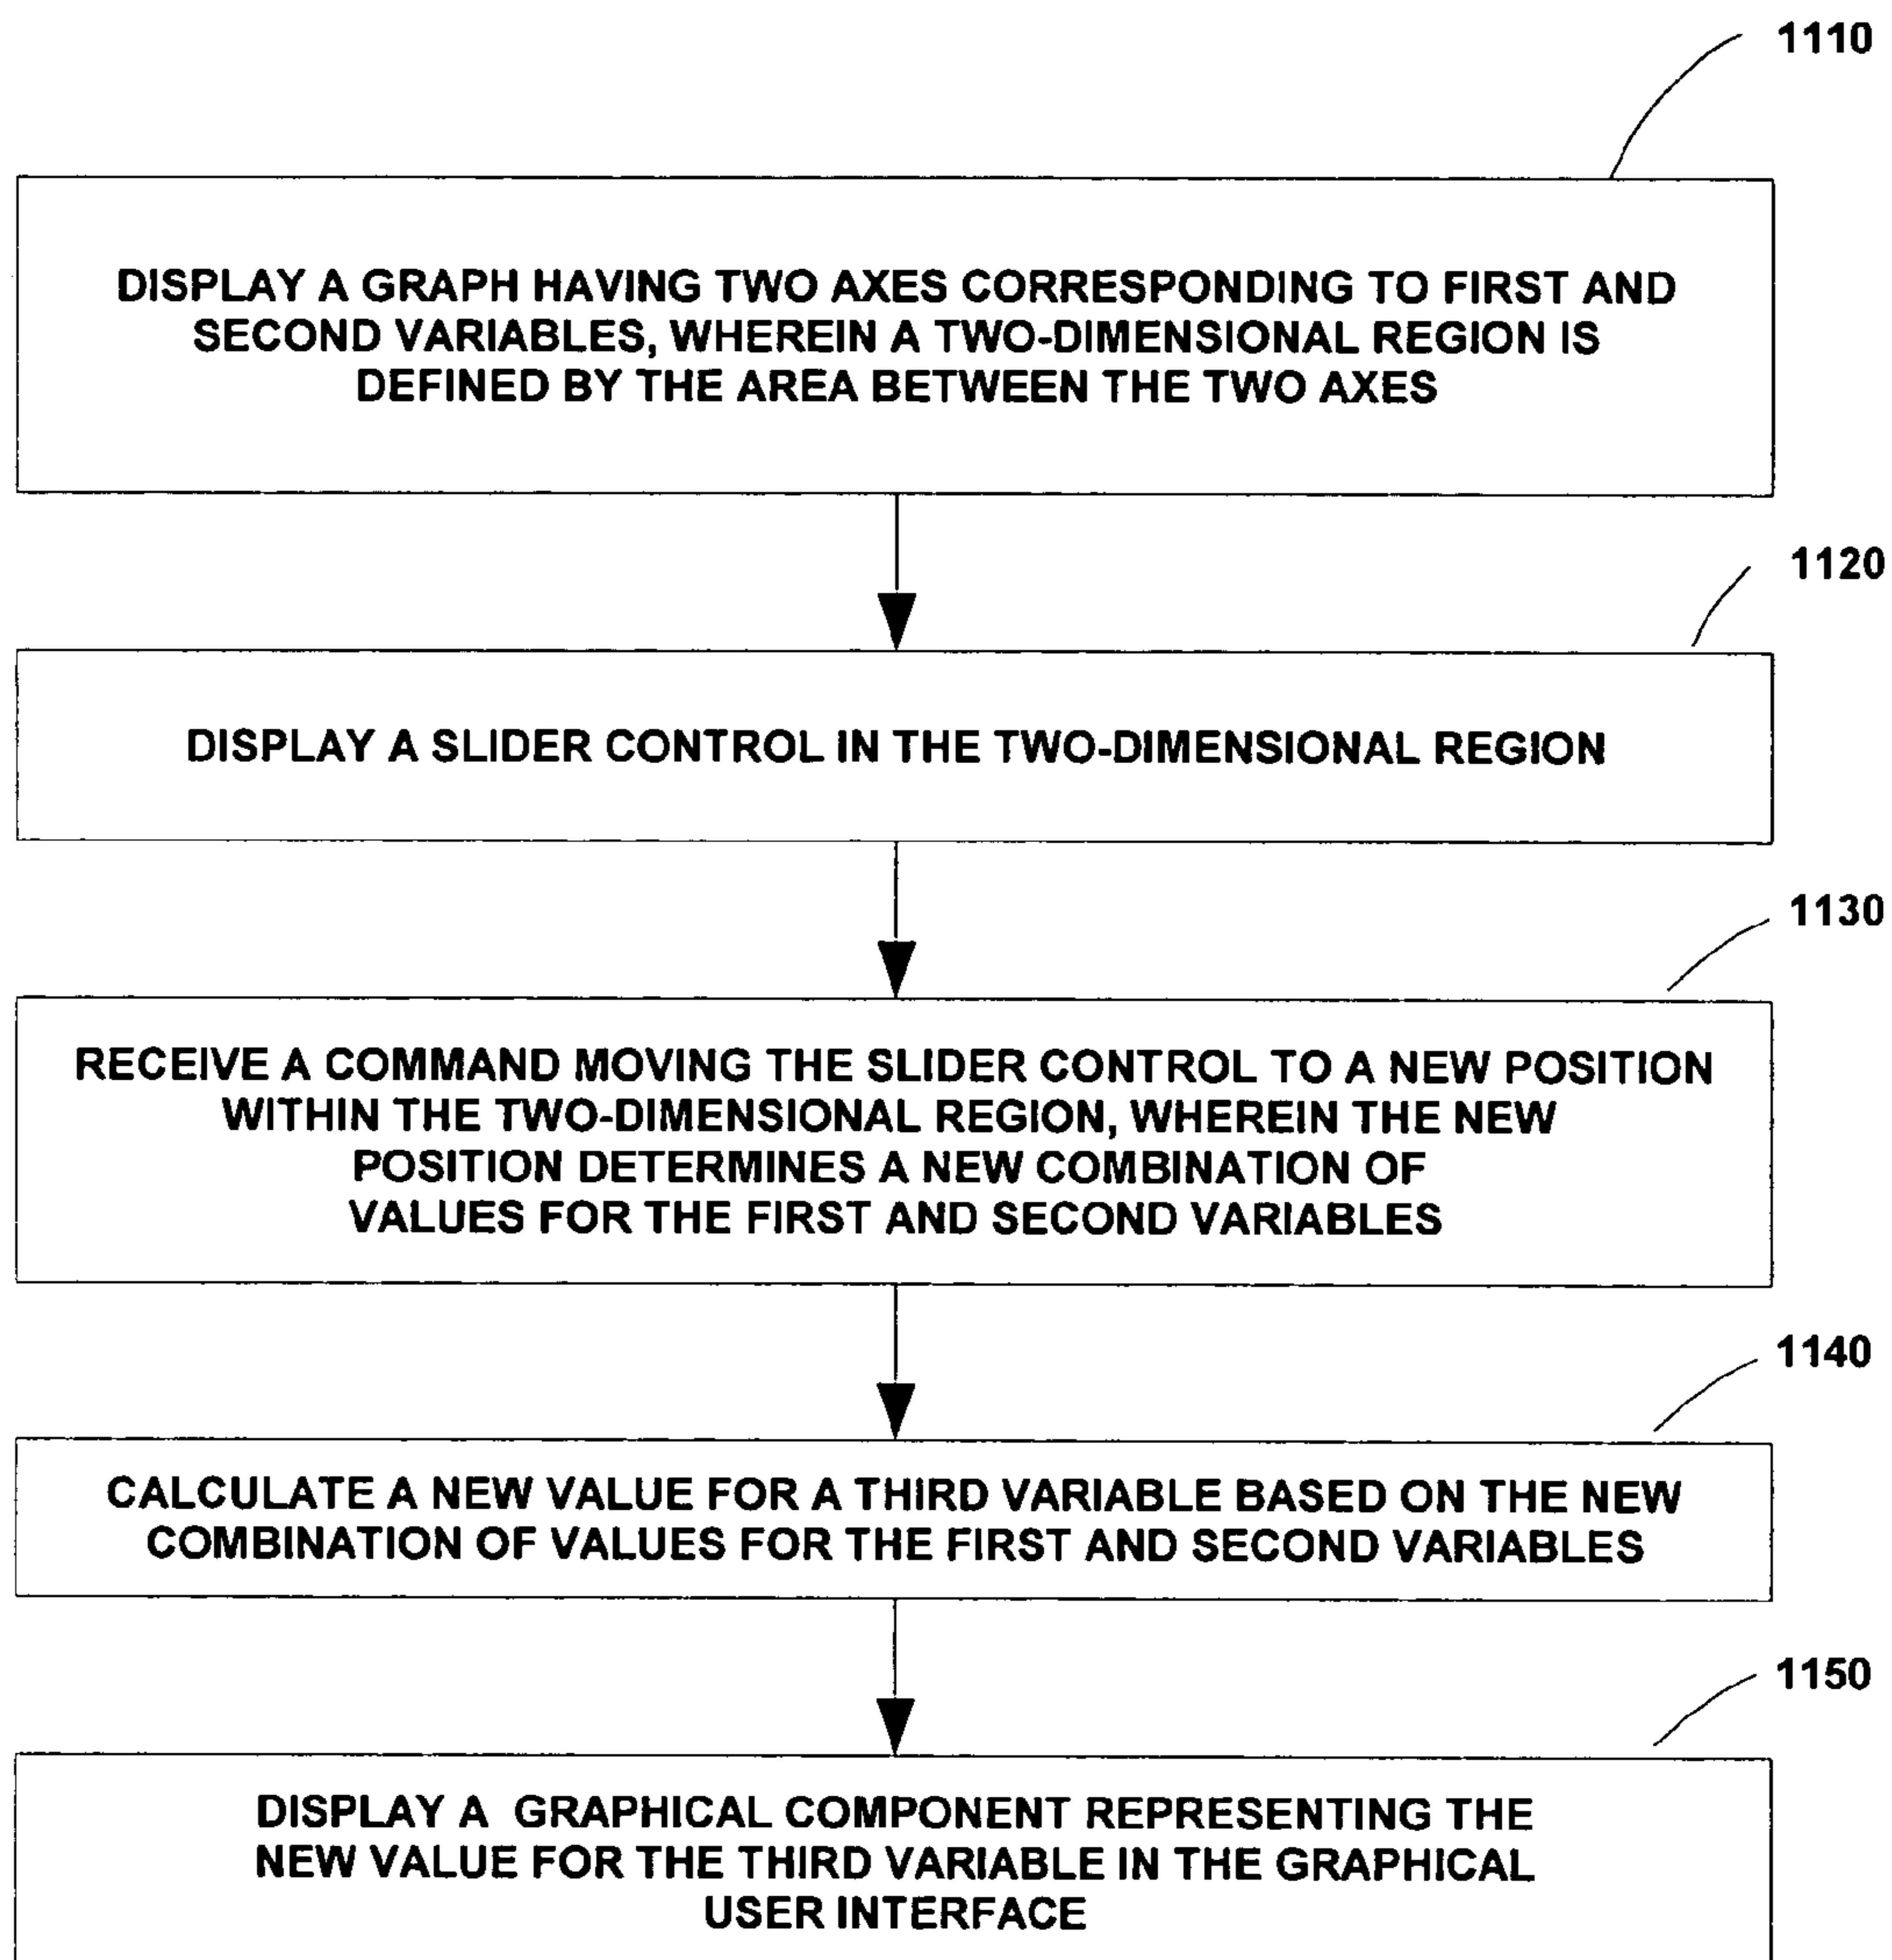 1110
DISPLAY A GRAPH HAVING TWO AXES CORRESPONDING TO FIRST AND
SECOND VARIABLES, WHEREIN A TWO-DIMENSIONAL REGION IS
DEFINED BY THE AREA BETWEEN THE TWO AXES
1120
DISPLAY A SLIDER CONTROL IN THE TWO-DIMENSIONAL REGION
1130
RECEIVE A COMMAND MOVING THE SLIDER CONTROL TO A NEW POSITION
WITHIN THE TWO-DIMENSIONAL REGION, WHEREIN THE NEW
POSITION DETERMINES A NEW COMBINATION OF
VALUES FOR THE FIRST AND SECOND VARIABLES
1140
CALCULATE A NEW VALUE FOR A THIRD VARIABLE BASED ON THE NEW
COMBINATION OF VALUES FOR THE FIRST AND SECOND VARIABLES
1150
DISPLAY A GRAPHICAL COMPONENT REPRESENTING THE
NEW VALUE FOR THE THIRD VARIABLE IN THE GRAPHICAL
USER INTERFACE